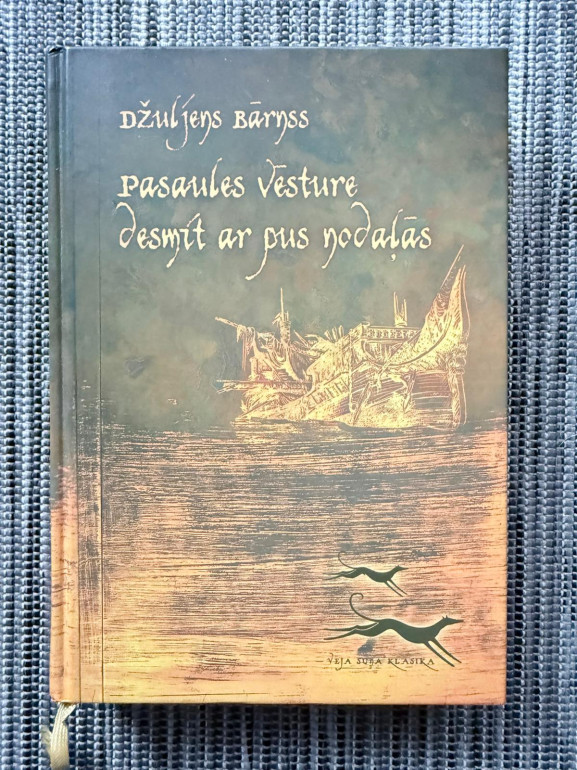 Džuljens Bārnss
Pasaules vēsture
desmit ar pus nodaļās
VĒJA SUŅA KLASIKA